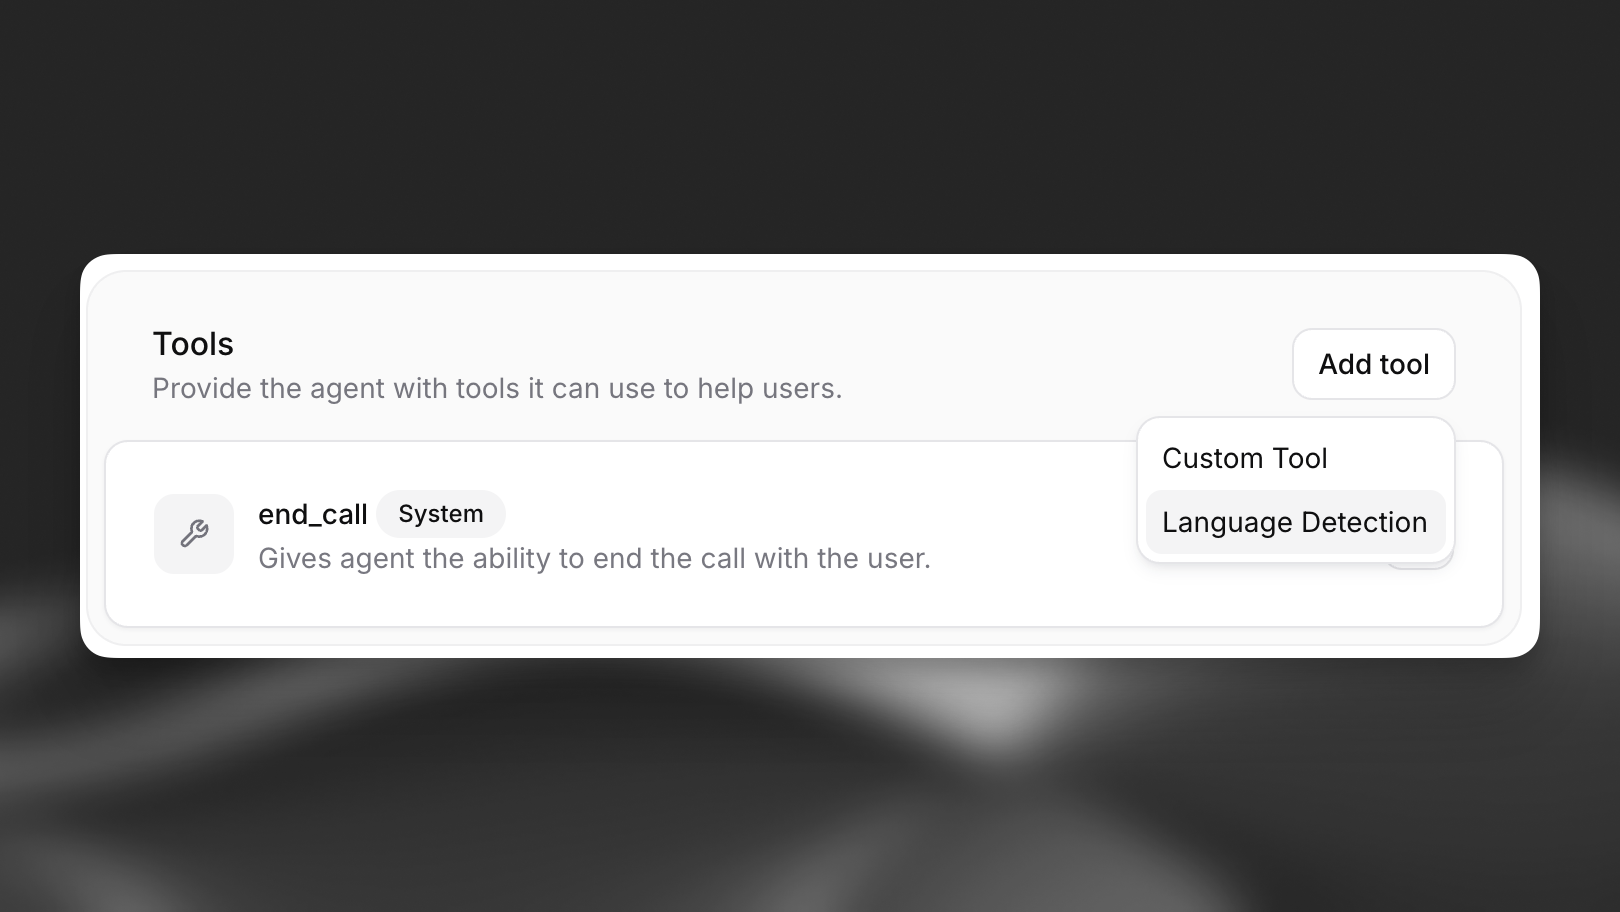 Tools
Provide the agent with tools it can use to help users.
Add tool
Custom Tool
Language Detection
end_call System
Gives agent the ability to end the call with the user.